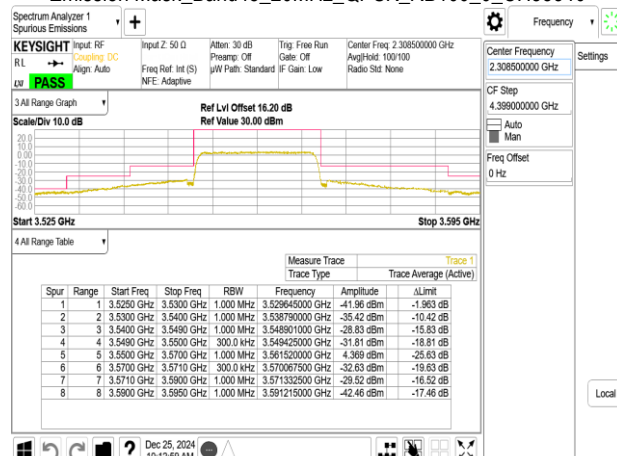 Spectrum Analyzer 1
Spurious Emissions
Frequency
KEYSIGHT
Input: RF
Input Z: 50 Ω
Atten: 30 dB
Trig: Free Run
Center Freq: 2.308500000 GHz
RL
Coupling: DC
Preamp: Off
Gate: Off
Avg|Hold: 100/100
Align: Auto
Freq Ref: Int (S)
µW Path: Standard
IF Gain: Low
Radio Std: None
NFE: Adaptive
PASS
Center Frequency
2.308500000 GHz
Settings
CF Step
4.399000000 GHz
Auto
Man
Freq Offset
0 Hz
3 All Range Graph
Ref Lvl Offset 16.20 dB
Scale/Div 10.0 dB
Ref Value 30.00 dBm
20.0
10.0
0.00
-10.0
-20.0
-30.0
-40.0
-50.0
-60.0
Start 3.525 GHz
Stop 3.595 GHz
4 All Range Table
Measure Trace
Trace 1
Trace Type
Trace Average (Active)
Spur Range Start Freq Stop Freq RBW Frequency Amplitude ΔLimit
1 1 3.5250 GHz 3.5300 GHz 1.000 MHz 3.529645000 GHz -41.96 dBm -1.963 dB
2 2 3.5300 GHz 3.5400 GHz 1.000 MHz 3.538790000 GHz -35.42 dBm -10.42 dB
3 3 3.5400 GHz 3.5490 GHz 1.000 MHz 3.548901000 GHz -28.83 dBm -15.83 dB
4 4 3.5490 GHz 3.5500 GHz 300.0 kHz 3.549425000 GHz -31.81 dBm -18.81 dB
5 5 3.5500 GHz 3.5700 GHz 1.000 MHz 3.561520000 GHz 4.369 dBm -25.63 dB
6 6 3.5700 GHz 3.5710 GHz 300.0 kHz 3.570067500 GHz -32.63 dBm -19.63 dB
7 7 3.5710 GHz 3.5900 GHz 1.000 MHz 3.571332500 GHz -29.52 dBm -16.52 dB
8 8 3.5900 GHz 3.5950 GHz 1.000 MHz 3.591215000 GHz -42.46 dBm -17.46 dB
Local
?
Dec 25, 2024